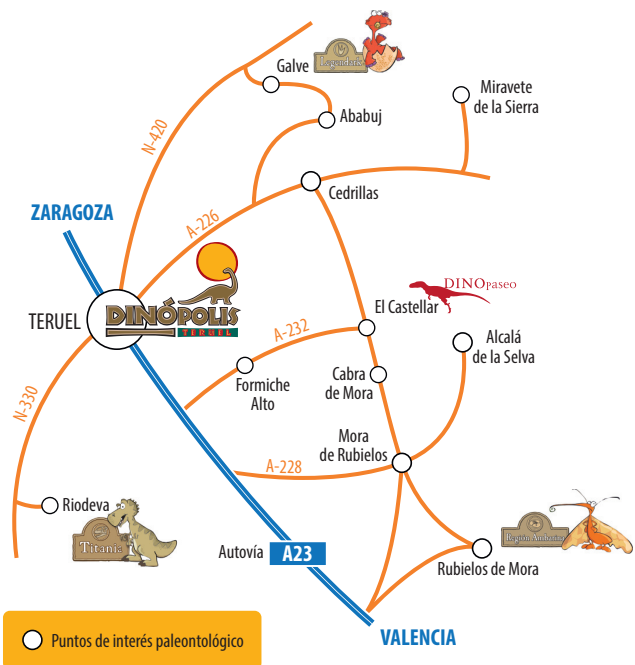 Legendark
Galve
Miravete
de la Sierra
Ababuj
N-420
Cedrillas
ZARAGOZA
A-226
DINOpaseo
TERUEL
DINÓPOLIS
TERUEL
El Castellar
A-232
Alcalá
de la Selva
Formiche
Alto
Cabra
de Mora
N-330
Mora
de Rubielos
A-228
Riodeva
Titania
Región Ambarina
Autovía A23
Rubielos de Mora
VALENCIA
Puntos de interés paleontológico